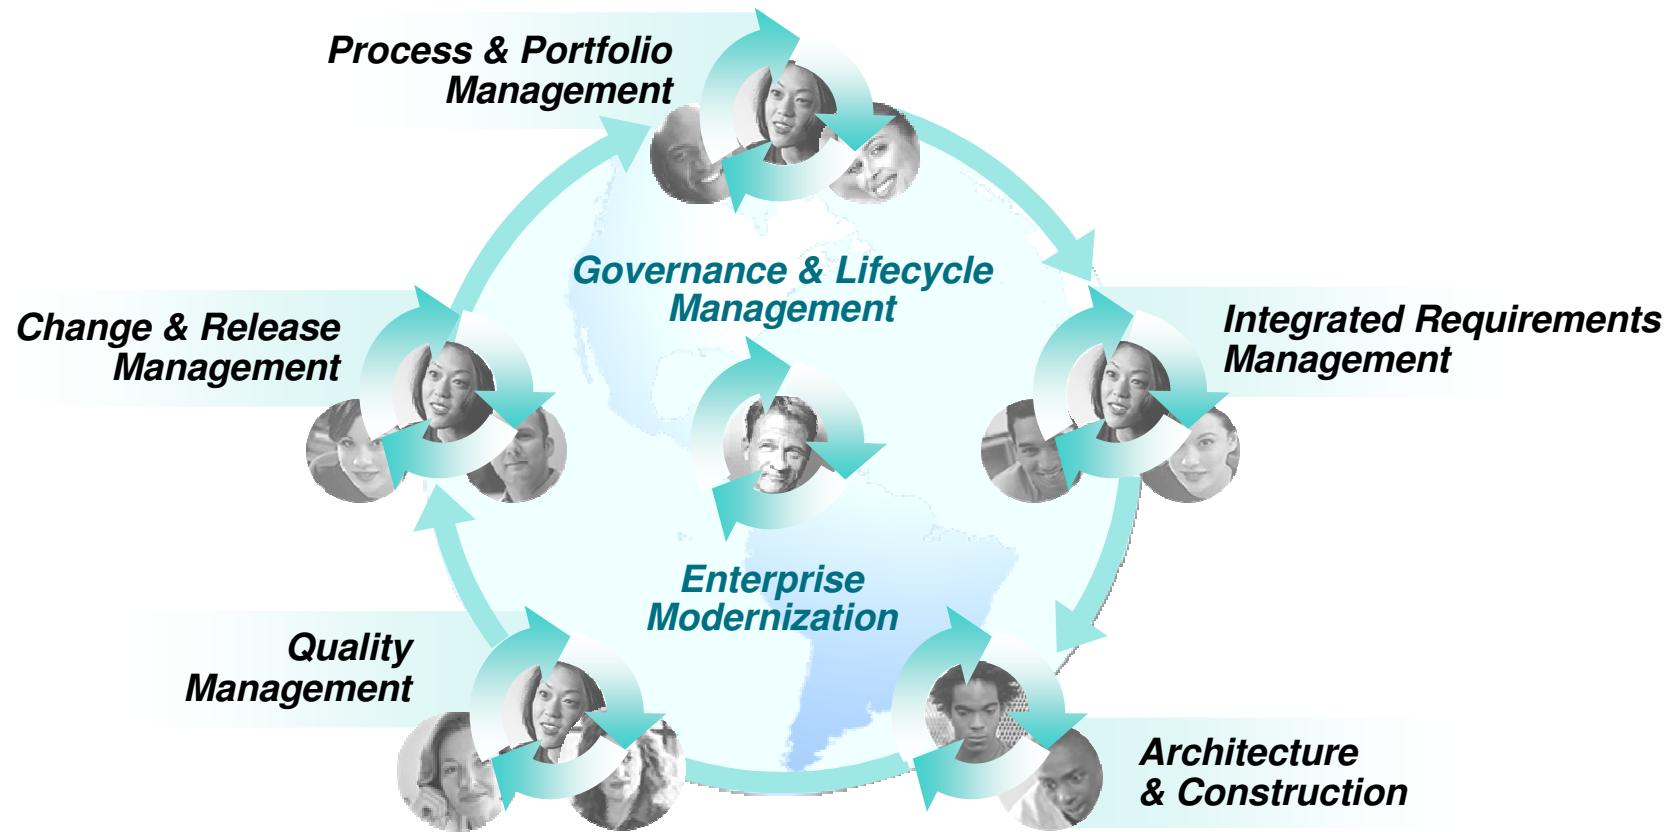 Process & Portfolio
Management
Governance & Lifecycle
Management
Change & Release
Management
Integrated Requirements
Management
Enterprise
Modernization
Quality
Management
Architecture
& Construction